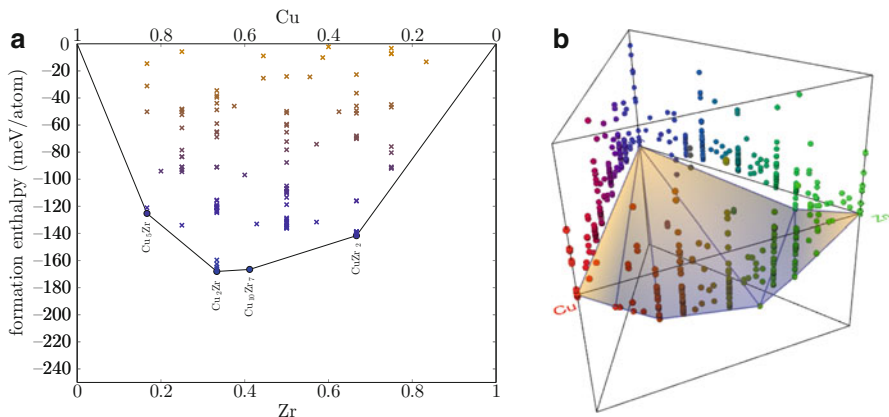 a
Cu
1 0.8 0.6 0.4 0.2 0
0
−20
−40
−60
−80
−100
−120
−140
−160
−180
−200
−220
−240
formation enthalpy (meV/atom)
Cu5Zr
Cu2Zr
Cu10Zr7
CuZr2
0 0.2 0.4 0.6 0.8 1
Zr
b
Cu